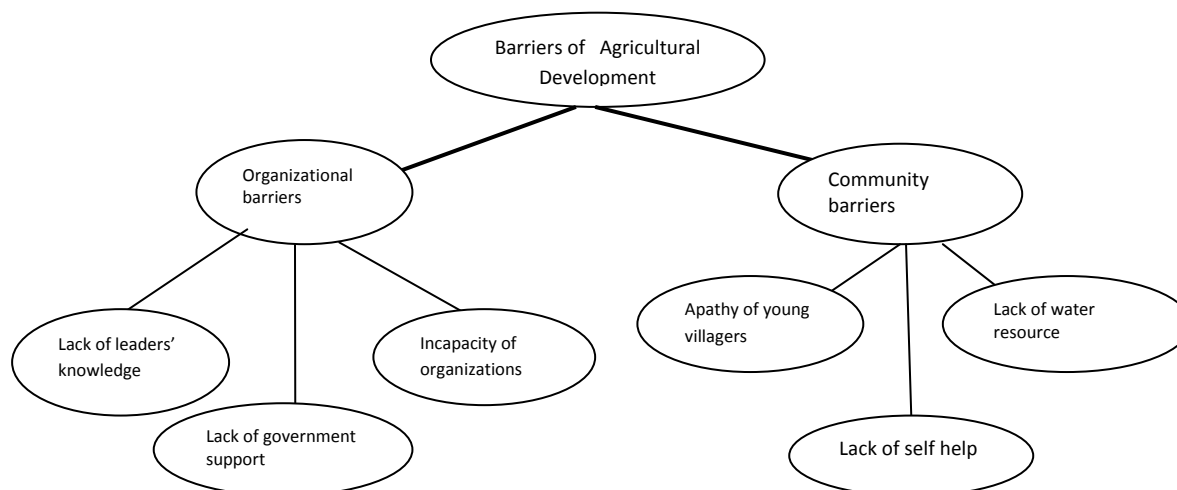 Barriers of Agricultural
Development
Organizational
barriers
Community
barriers
Lack of leaders’
knowledge
Lack of government
support
Incapacity of
organizations
Apathy of young
villagers
Lack of self help
Lack of water
resource